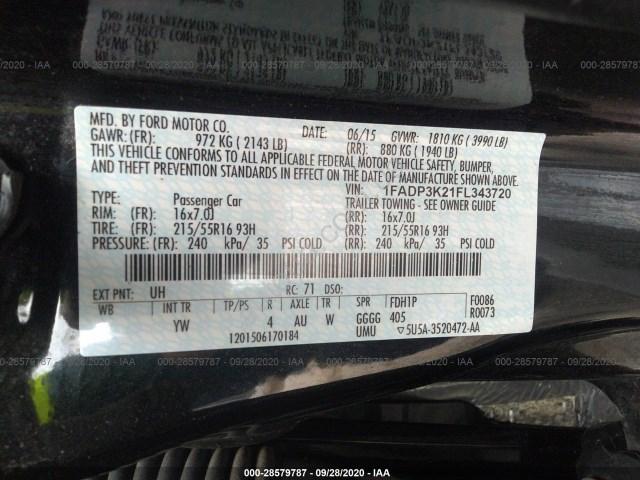 000-28579787 - 09/28/2020 - IAA
MFD. BY FORD MOTOR CO.
DATE: 06/15 GVWR: 1810 KG ( 3990 LB)
GAWR: (FR): 972 KG ( 2143 LB) (RR): 880 KG ( 1940 LB)
THIS VEHICLE CONFORMS TO ALL APPLICABLE FEDERAL MOTOR VEHICLE SAFETY, BUMPER,
AND THEFT PREVENTION STANDARDS IN EFFECT ON THE DATE OF MANUFACTURE SHOWN ABOVE.
VIN: 1FADP3K21FL343720
TYPE: Passenger Car TRAILER TOWING - SEE OWNER GUIDE
RIM: (FR): 16x7.0J (RR): 16x7.0J
TIRE: (FR): 215/55R16 93H (RR): 215/55R16 93H
PRESSURE: (FR): 240 kPa/ 35 PSI COLD (RR): 240 kPa/ 35 PSI COLD
EXT PNT: UH RC: 71 DSO:
WB INT TR TP/PS R AXLE TR SPR FDH1P F0086
YW 4 AU W GGGG 405 R0073
1201506170184 UMU 5U5A-3520472-AA
000-28579787 - 09/28/2020 - IAA